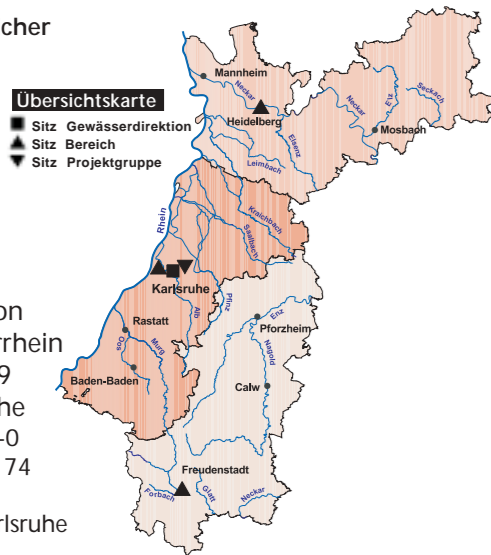 cher
Übersichtskarte
Sitz Gewässerdirektion
Sitz Bereich
Sitz Projektgruppe
Mannheim
Neckar
Heidelberg
Elsenz
Leimbach
Neckar
Elz
Seckach
Mosbach
Rhein
Kraichbach
Saalbach
Karlsruhe
Alb
Pfinz
Rastatt
Oos
Murg
Baden-Baden
Enz
Pforzheim
Nagold
Calw
Freudenstadt
Forbach
Glatt
Neckar
on
rrhein
9
he
-0
74
rlsruhe